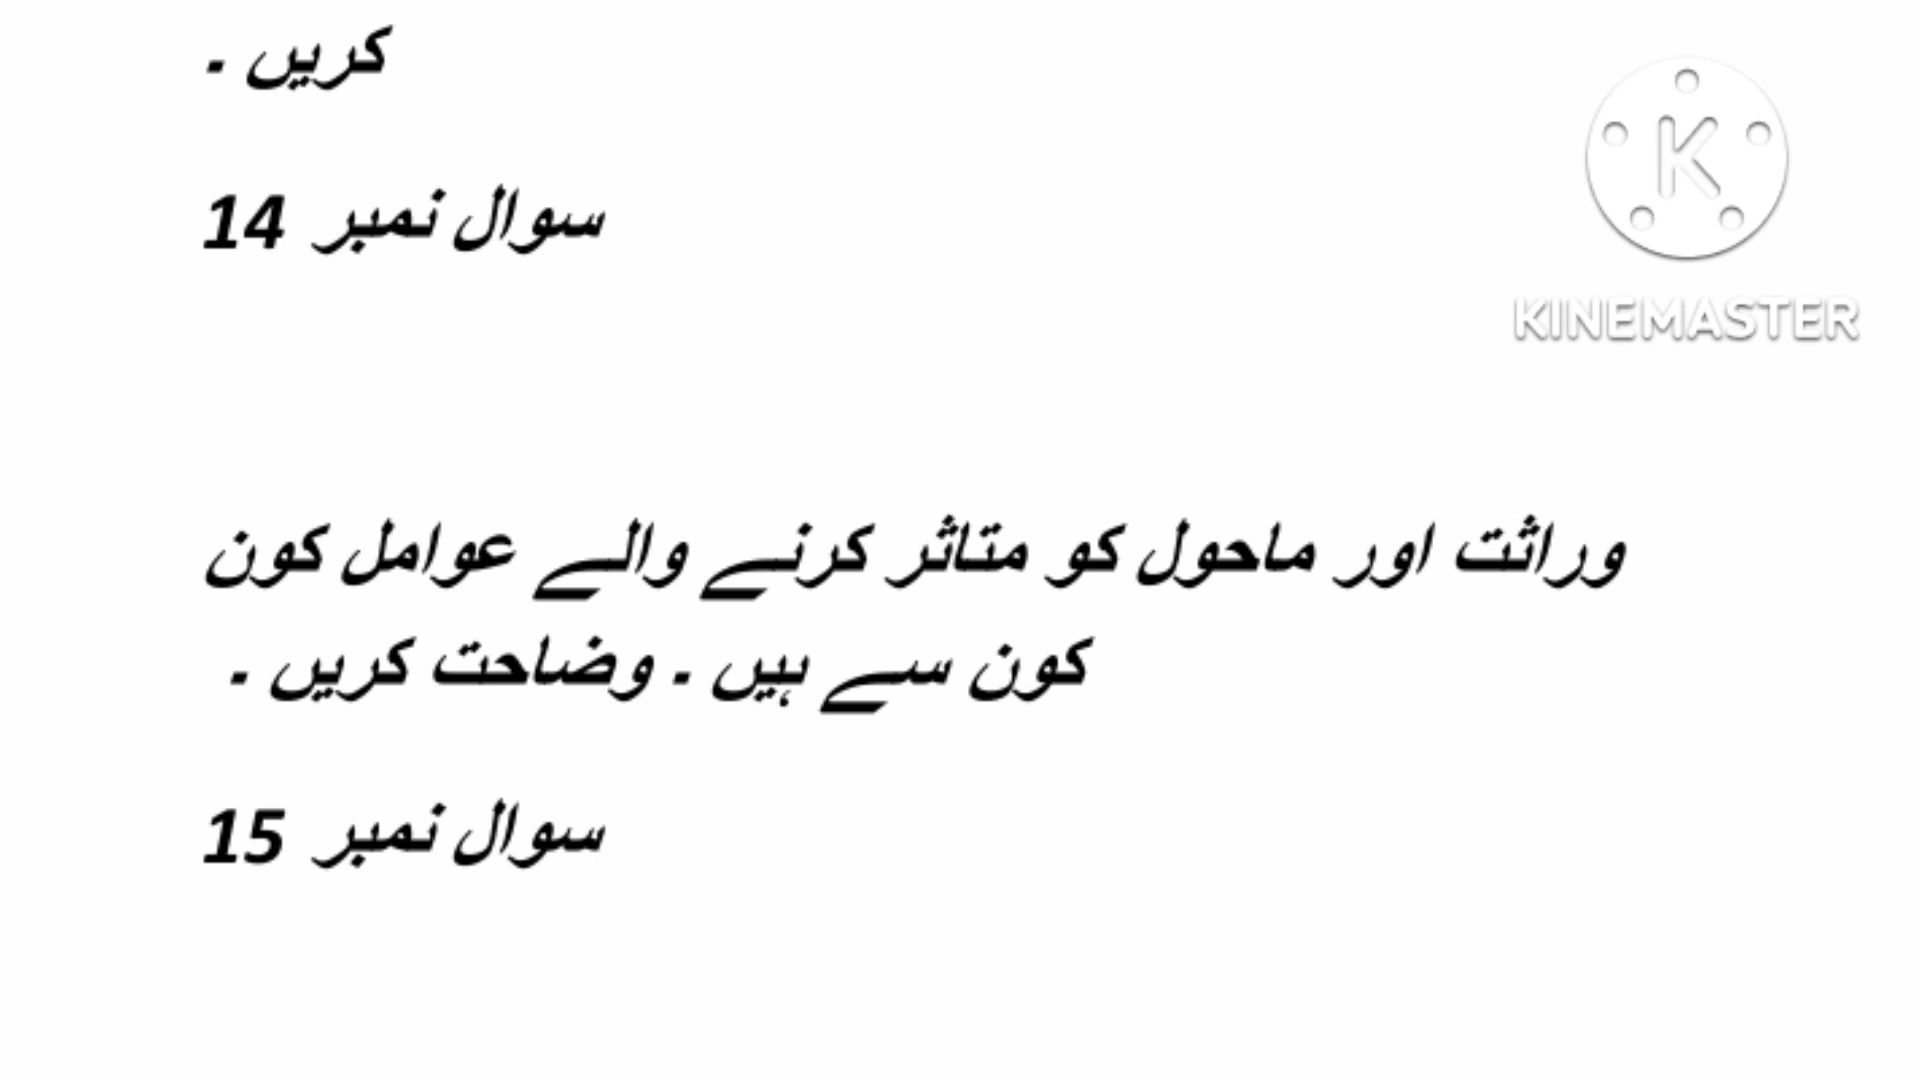 کریں ۔
سوال نمبر 14
KINEMASTER
وراثت اور ماحول کو متاثر کرنے والے عوامل کون
کون سے ہیں ۔ وضاحت کریں ۔
سوال نمبر 15